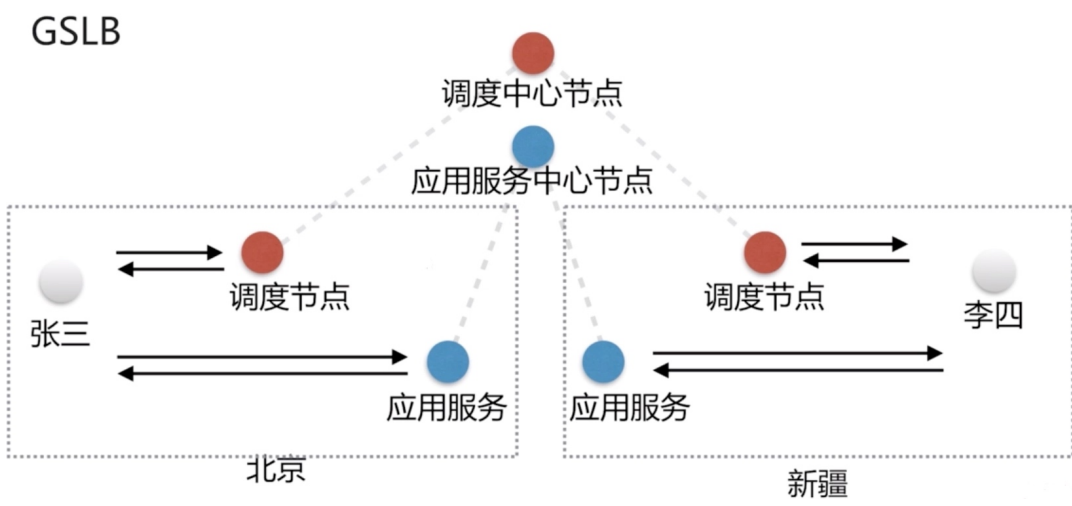 GSLB
调度中心节点
应用服务中心节点
调度节点
调度节点
张三
李四
应用服务
应用服务
北京
新疆